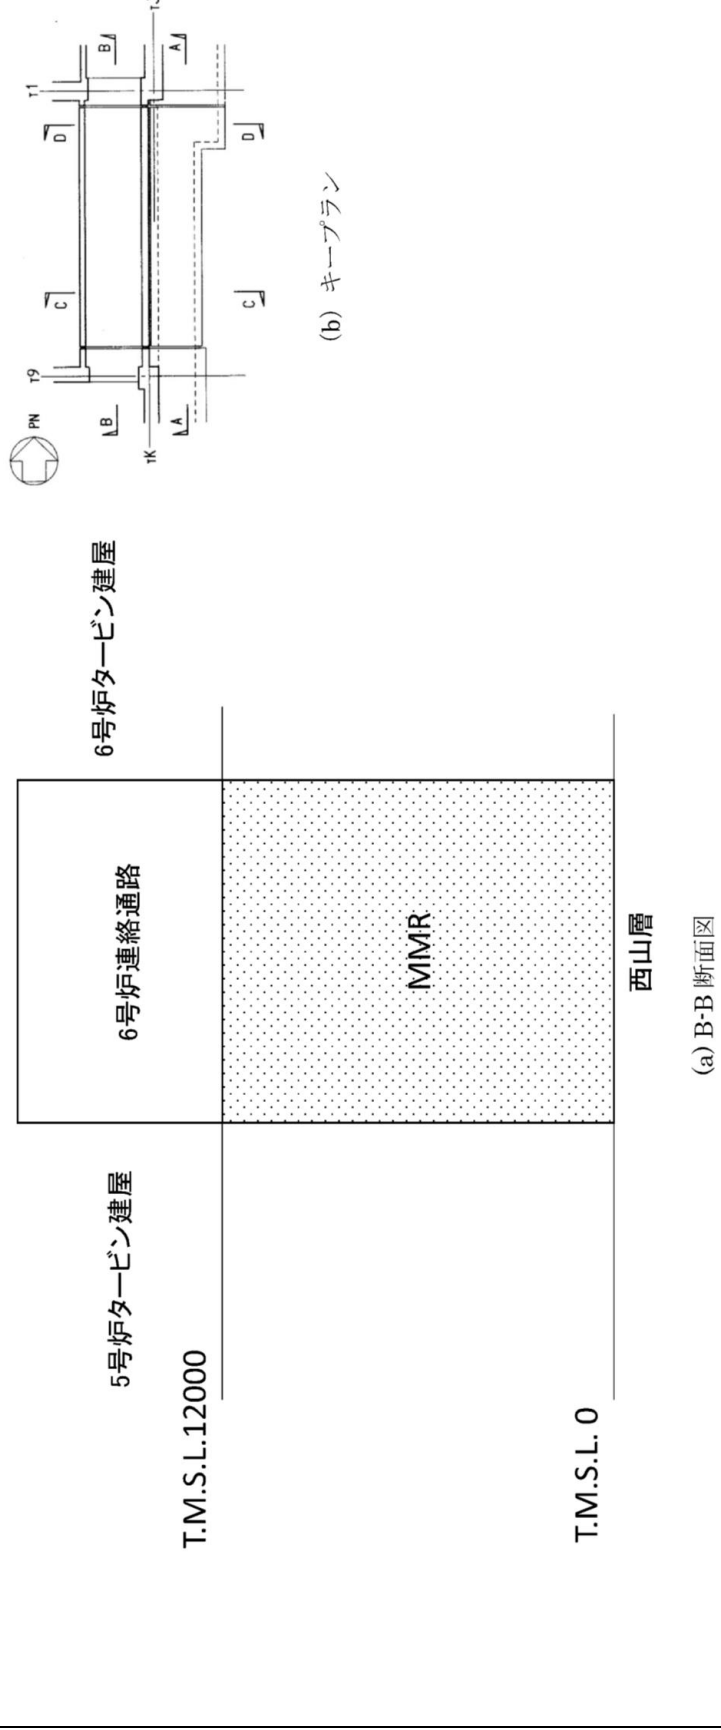 5号炉タービン建屋
6号炉連絡通路
6号炉タービン建屋
T.M.S.L.12000
MMR
T.M.S.L. 0
西山層
(a) B-B 断面図
PN
T9
T1
C
D
B
B
TK
A
A
C
D
(b) キープラン